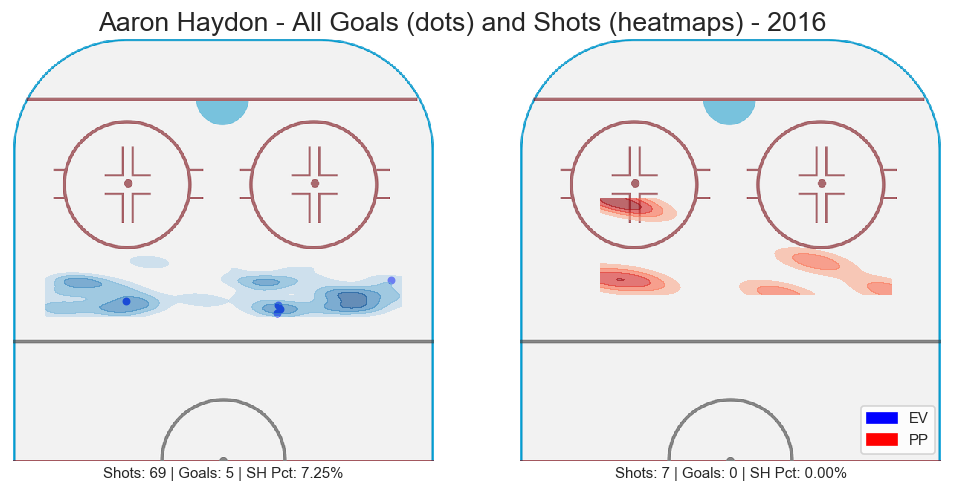 Aaron Haydon - All Goals (dots) and Shots (heatmaps) - 2016
EV
PP
Shots: 69 | Goals: 5 | SH Pct: 7.25%
Shots: 7 | Goals: 0 | SH Pct: 0.00%